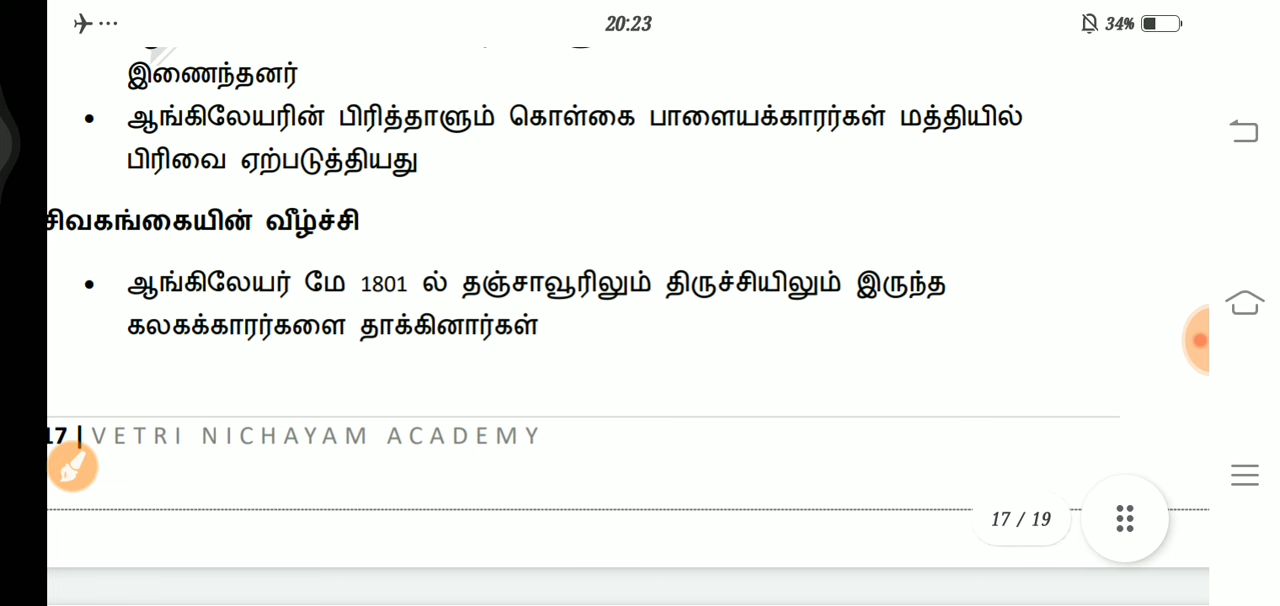 20:23
34%
இணைந்தனர்
• ஆங்கிலேயரின் பிரித்தாளும் கொள்கை பாளையக்காரர்கள் மத்தியில்
பிரிவை ஏற்படுத்தியது
சிவகங்கையின் வீழ்ச்சி
• ஆங்கிலேயர் மே 1801 ல் தஞ்சாவூரிலும் திருச்சியிலும் இருந்த
கலகக்காரர்களை தாக்கினார்கள்
17 | VETRI NICHAYAM ACADEMY
17 / 19